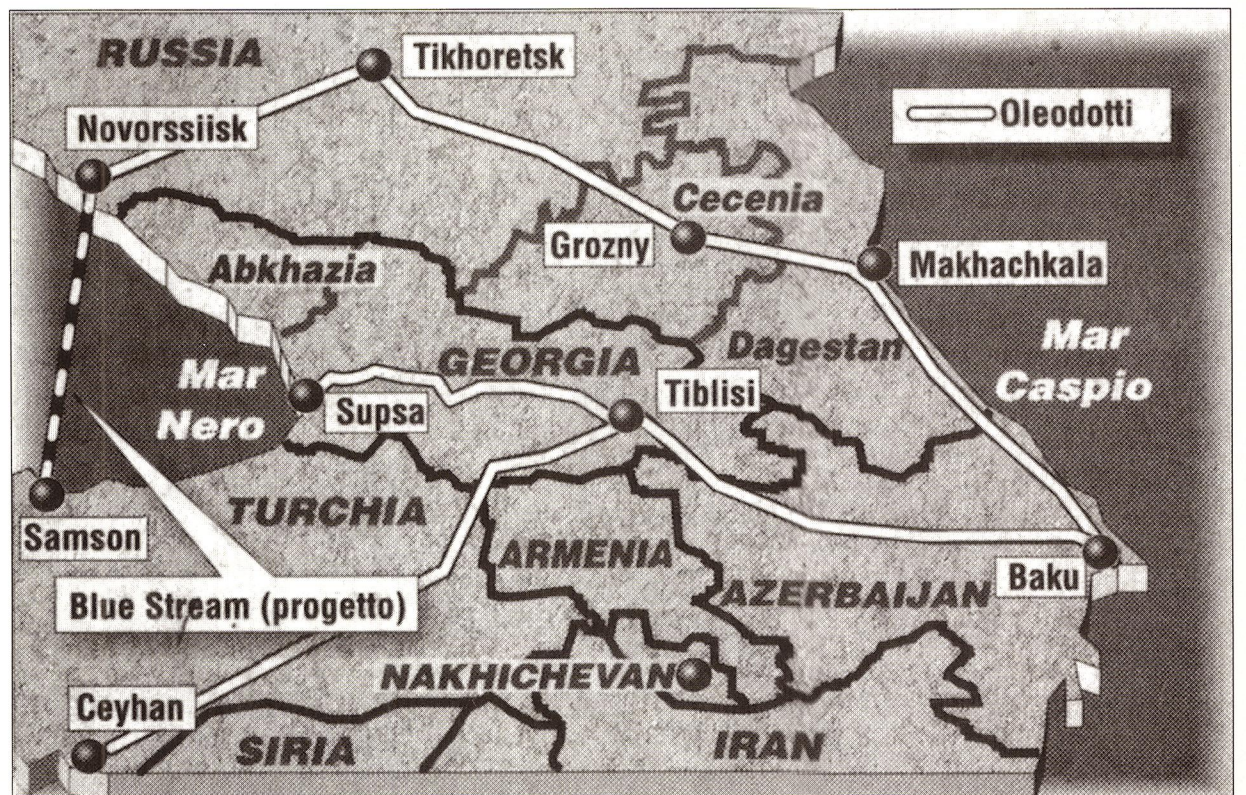 RUSSIA
Tikhoretsk
Novorssiisk
Oleodotti
Cecenia
Grozny
Abkhazia
Makhachkala
Mar
Caspio
GEORGIA
Dagestan
Mar
Nero
Supsa
Tiblisi
TURCHIA
Samson
ARMENIA
Baku
Blue Stream (progetto)
AZERBAIJAN
NAKHICHEVAN
Ceyhan
SIRIA
IRAN